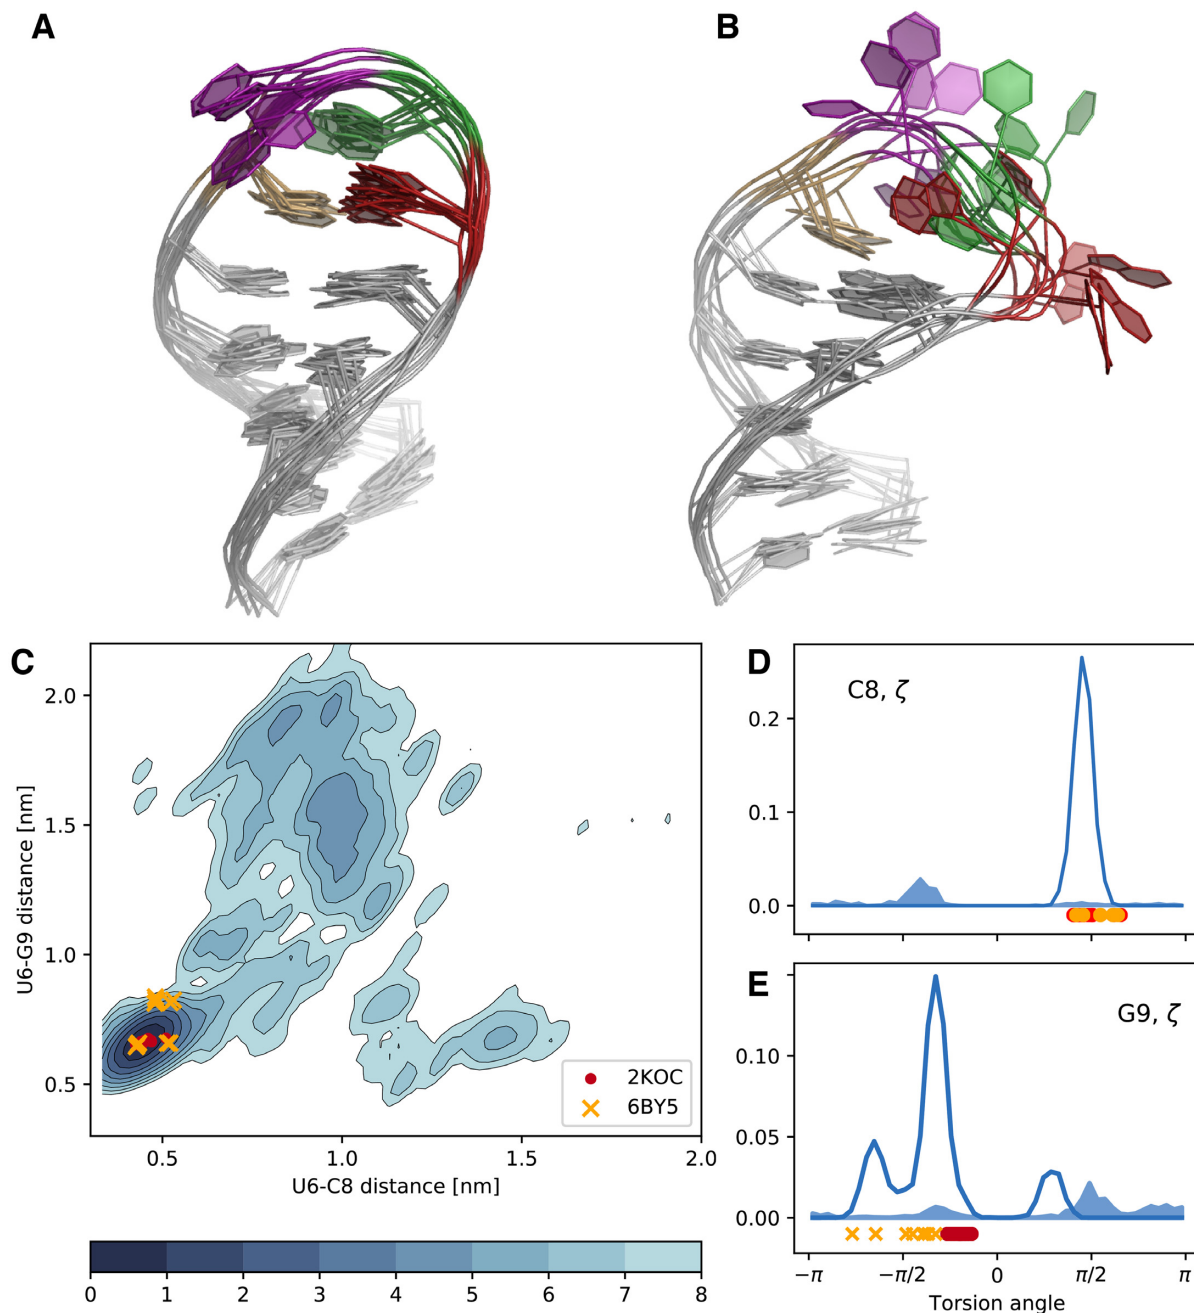 A
B
C
2.0
1.5
1.0
0.5
U6-G9 distance [nm]
2KOC
6BY5
0.5
1.0
1.5
2.0
U6-C8 distance [nm]
0
1
2
3
4
5
6
7
8
D
C8, ζ
0.2
0.1
0.0
E
G9, ζ
0.10
0.05
0.00
−π
−π/2
0
π/2
π
Torsion angle